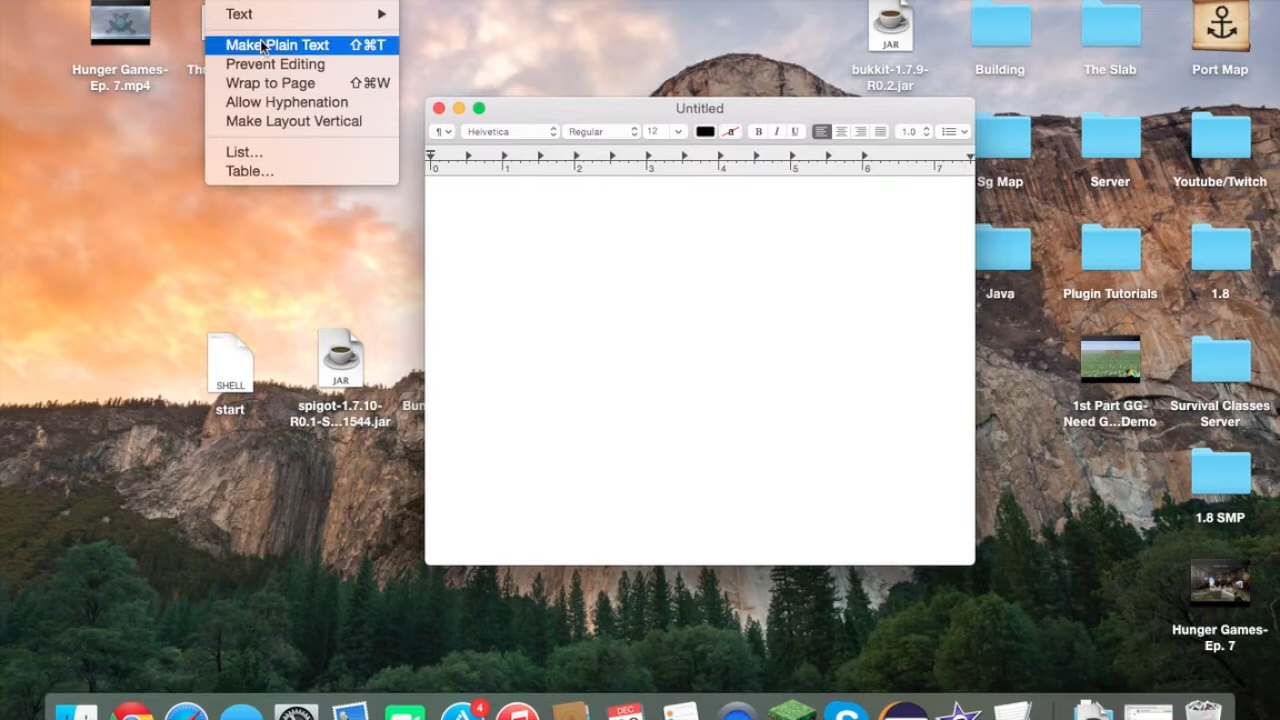 Text
Make Plain Text ⇧⌘T
Prevent Editing
Wrap to Page ⇧⌘W
Allow Hyphenation
Make Layout Vertical
List...
Table...
Hunger Games-
Ep. 7.mp4
JAR
bukkit-1.7.9-
R0.2.jar
Building
The Slab
Port Map
Untitled
¶ Helvetica Regular 12 a B I U 1.0
0 1 2 3 4 5 6 7
Sg Map
Server
Youtube/Twitch
Java
Plugin Tutorials
1.8
SHELL
start
JAR
spigot-1.7.10-
R0.1-S...1544.jar
1st Part GG-
Need G...Demo
Survival Classes
Server
1.8 SMP
Hunger Games-
Ep. 7
4
DEC